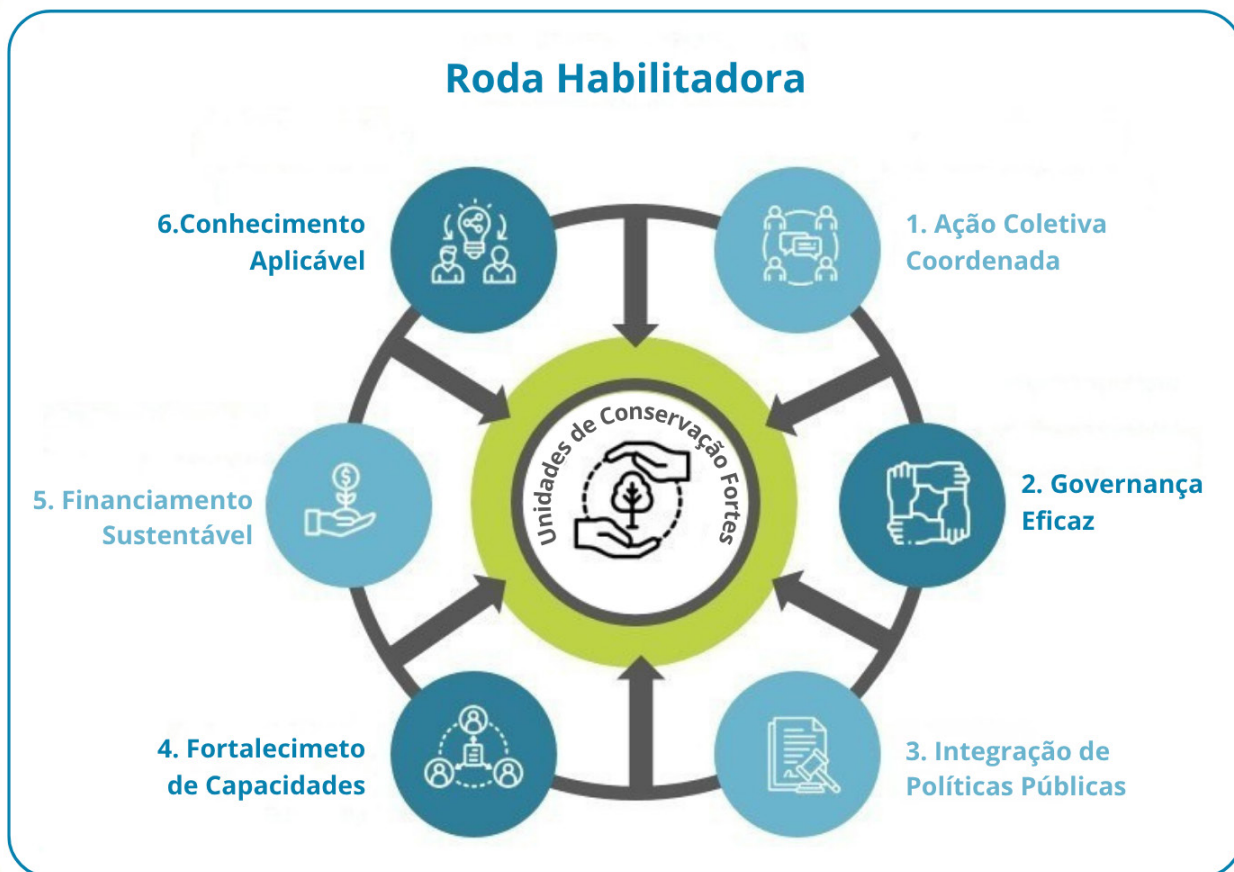 Roda Habilitadora
1. Ação Coletiva
Coordenada
2. Governança
Eficaz
3. Integração de
Políticas Públicas
4. Fortalecimeto
de Capacidades
5. Financiamento
Sustentável
6.Conhecimento
Aplicável
Unidades de Conservação Fortes
$